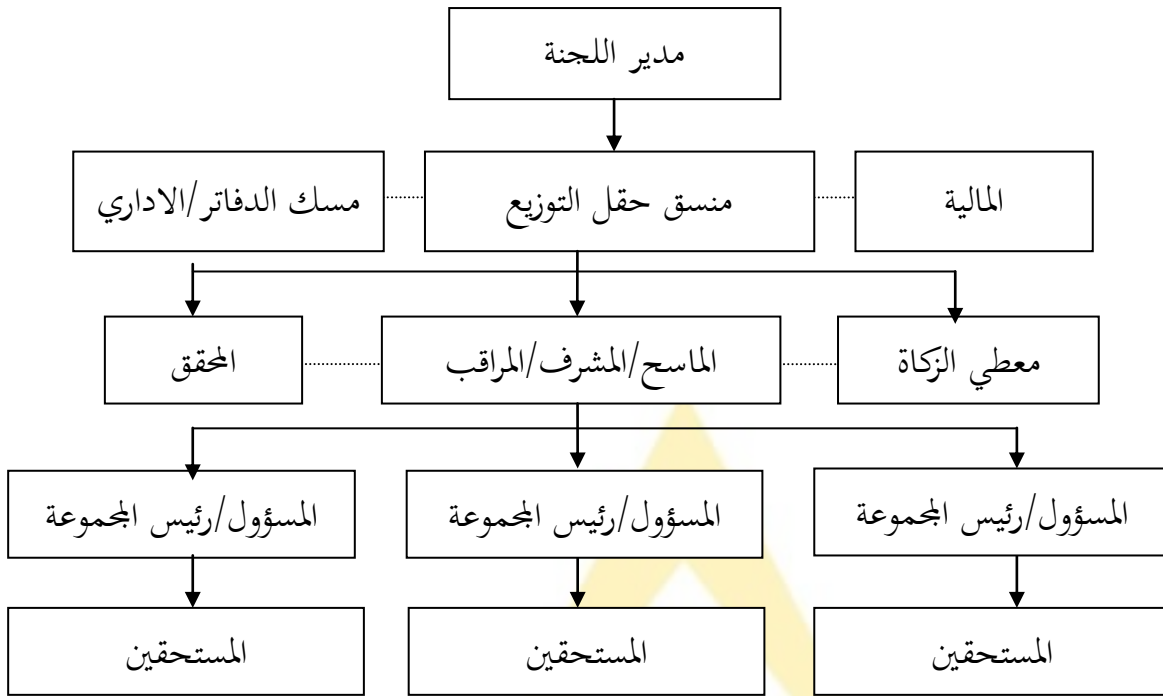 مدير اللجنة
المالية
منسق حقل التوزيع
مسك الدفاتر/الاداري
معطي الزكاة
الماسح/المشرف/المراقب
المحقق
المسؤول/رئيس المجموعة
المسؤول/رئيس المجموعة
المسؤول/رئيس المجموعة
المستحقين
المستحقين
المستحقين